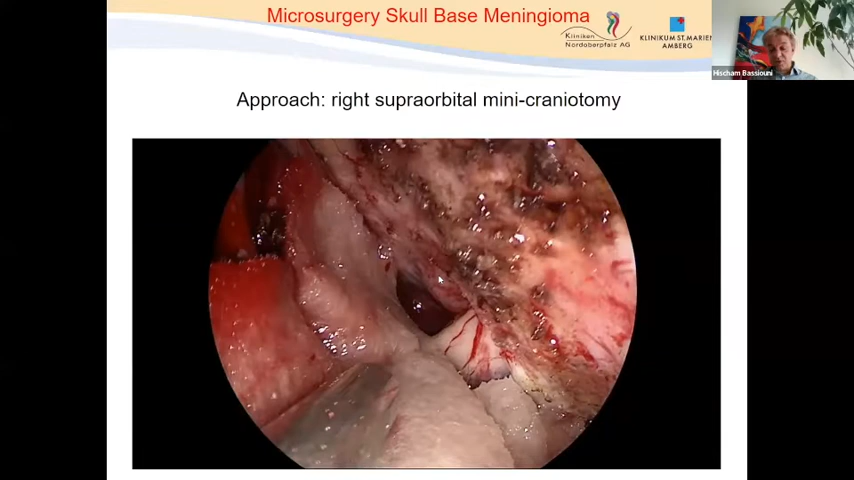 Microsurgery Skull Base Meningioma
Kliniken
Nordoberpfalz AG
KLINIKUM ST. MARIEN
AMBERG
Hischam Bassiouni
Approach: right supraorbital mini-craniotomy